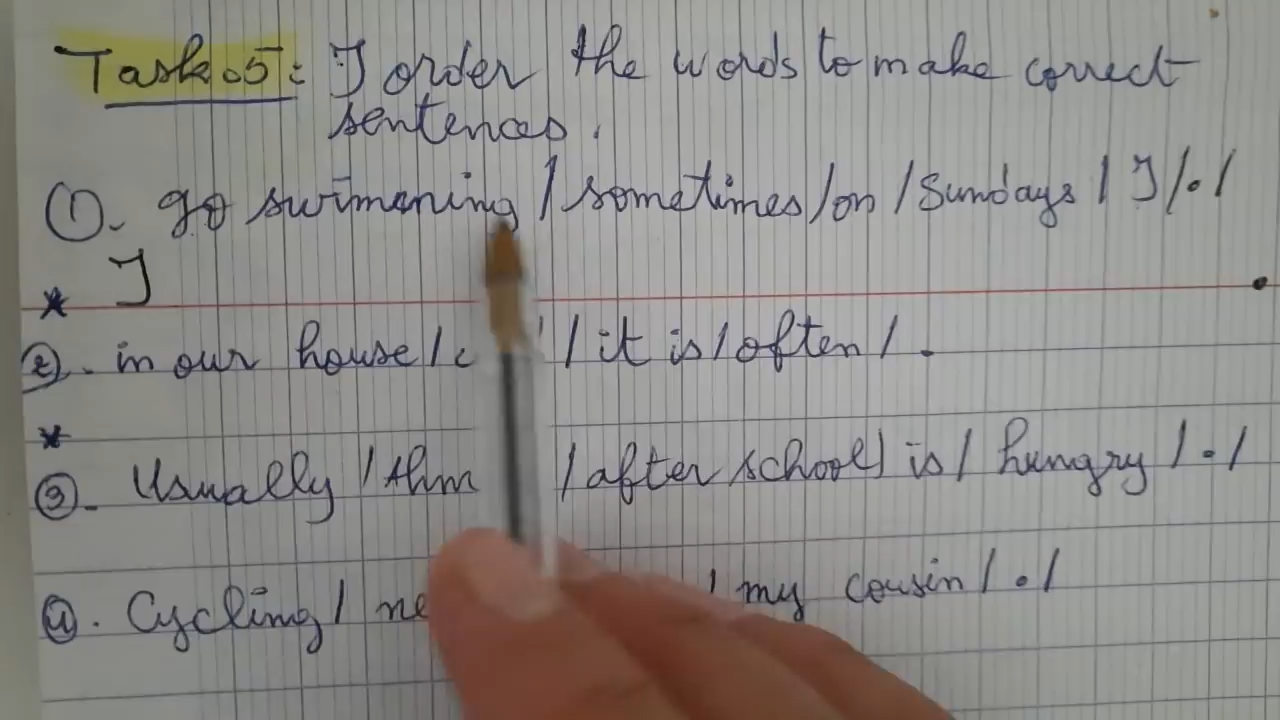 Task 05: I order the words to make correct
sentences.
①. go swimming / sometimes / on / Sundays / I / . /
* I
②. in our house / / it is / often / .
*
③. Usually / / after school / is / hungry / . /
④. Cycling / / my cousin / . /